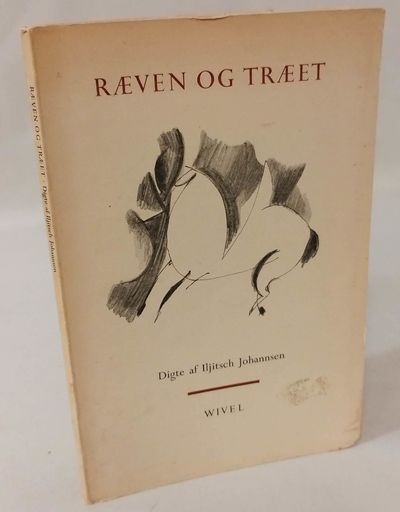 RÆVEN OG TRÆET
Digte af Iljitsch Johannsen
WIVEL
RÆVEN OG TRÆET · Digte af Iljitsch Johannsen